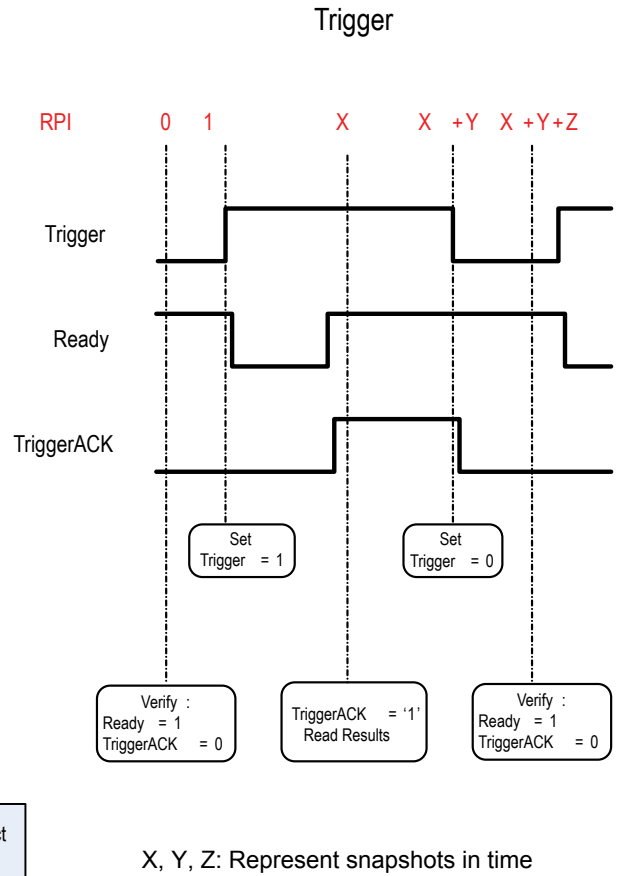 Trigger
RPI 0 1 X X +Y X +Y+Z
Trigger
Ready
TriggerACK
Set
Trigger = 1
Set
Trigger = 0
Verify :
Ready = 1
TriggerACK = 0
TriggerACK = ‘1’
Read Results
Verify :
Ready = 1
TriggerACK = 0
X, Y, Z: Represent snapshots in time